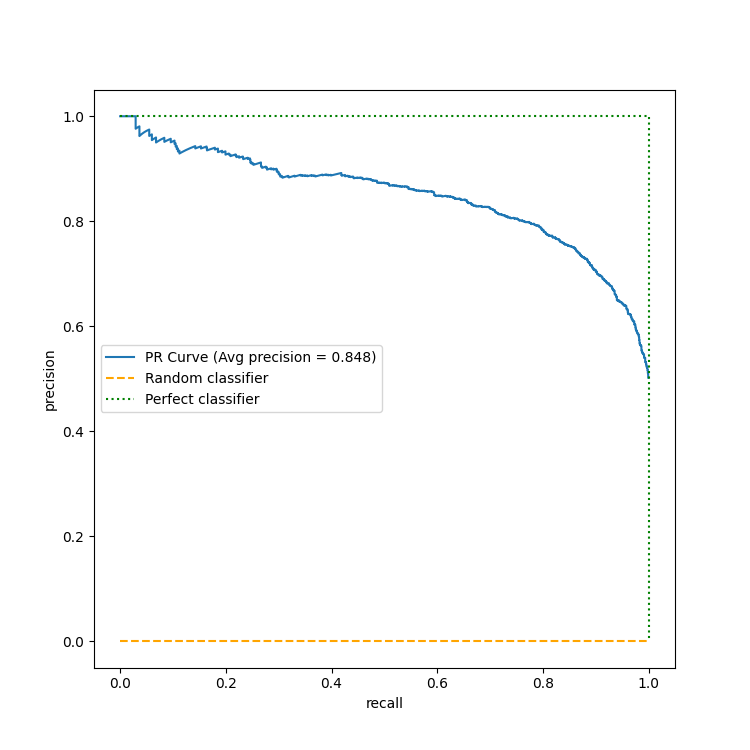 1.0
0.8
0.6
0.4
0.2
0.0
precision
PR Curve (Avg precision = 0.848)
Random classifier
Perfect classifier
0.0 0.2 0.4 0.6 0.8 1.0
recall